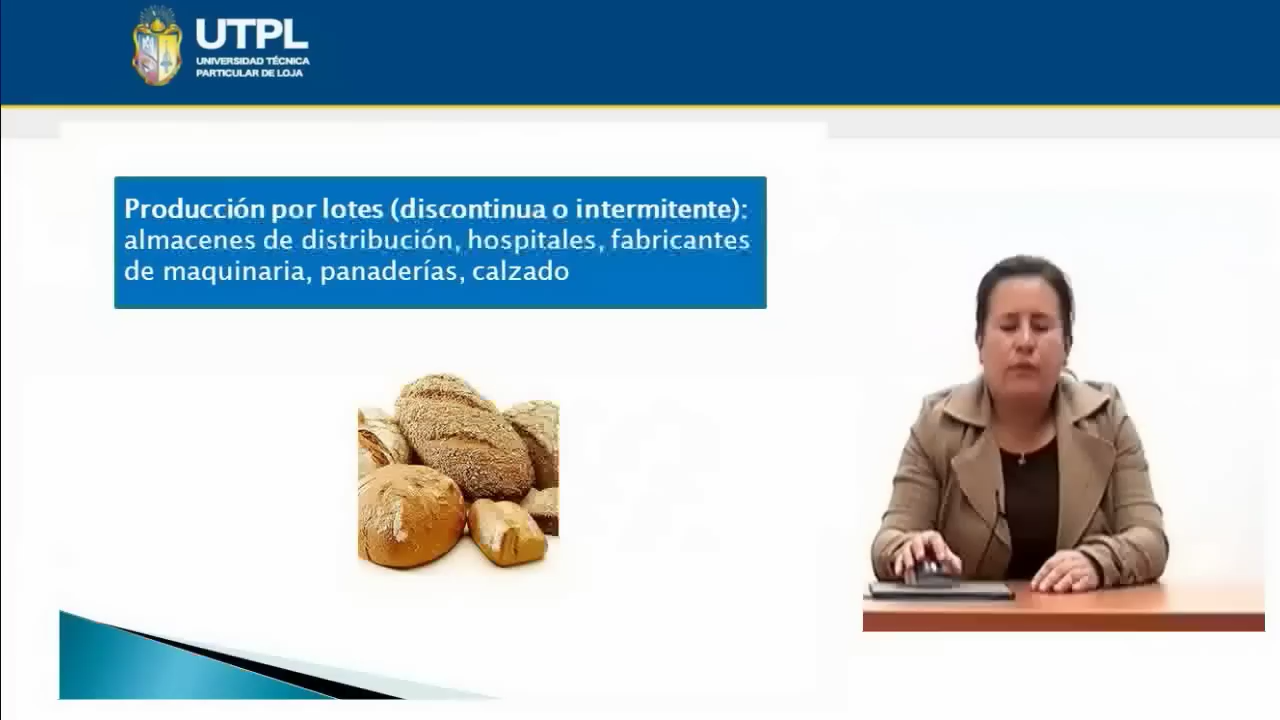 UTPL
UNIVERSIDAD TÉCNICA
PARTICULAR DE LOJA
Producción por lotes (discontinua o intermitente):
almacenes de distribución, hospitales, fabricantes
de maquinaria, panaderías, calzado